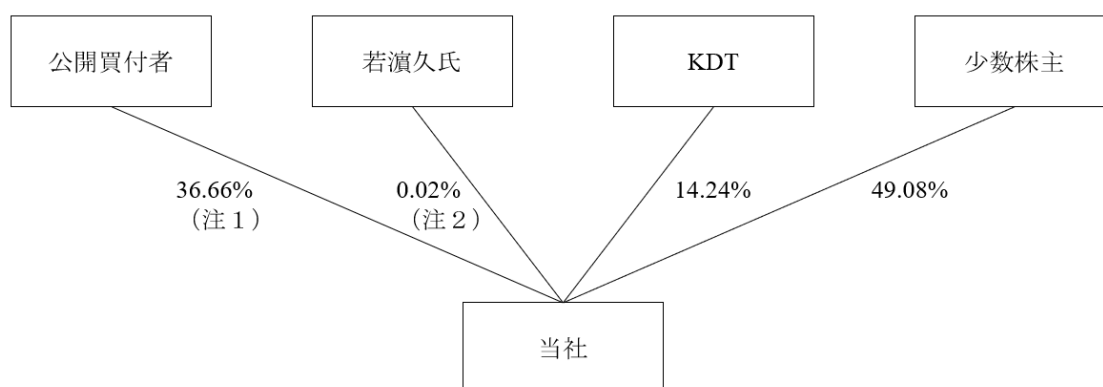 公開買付者
若濵久氏
KDT
少数株主
36.66%
（注１）
0.02%
（注２）
14.24%
49.08%
当社